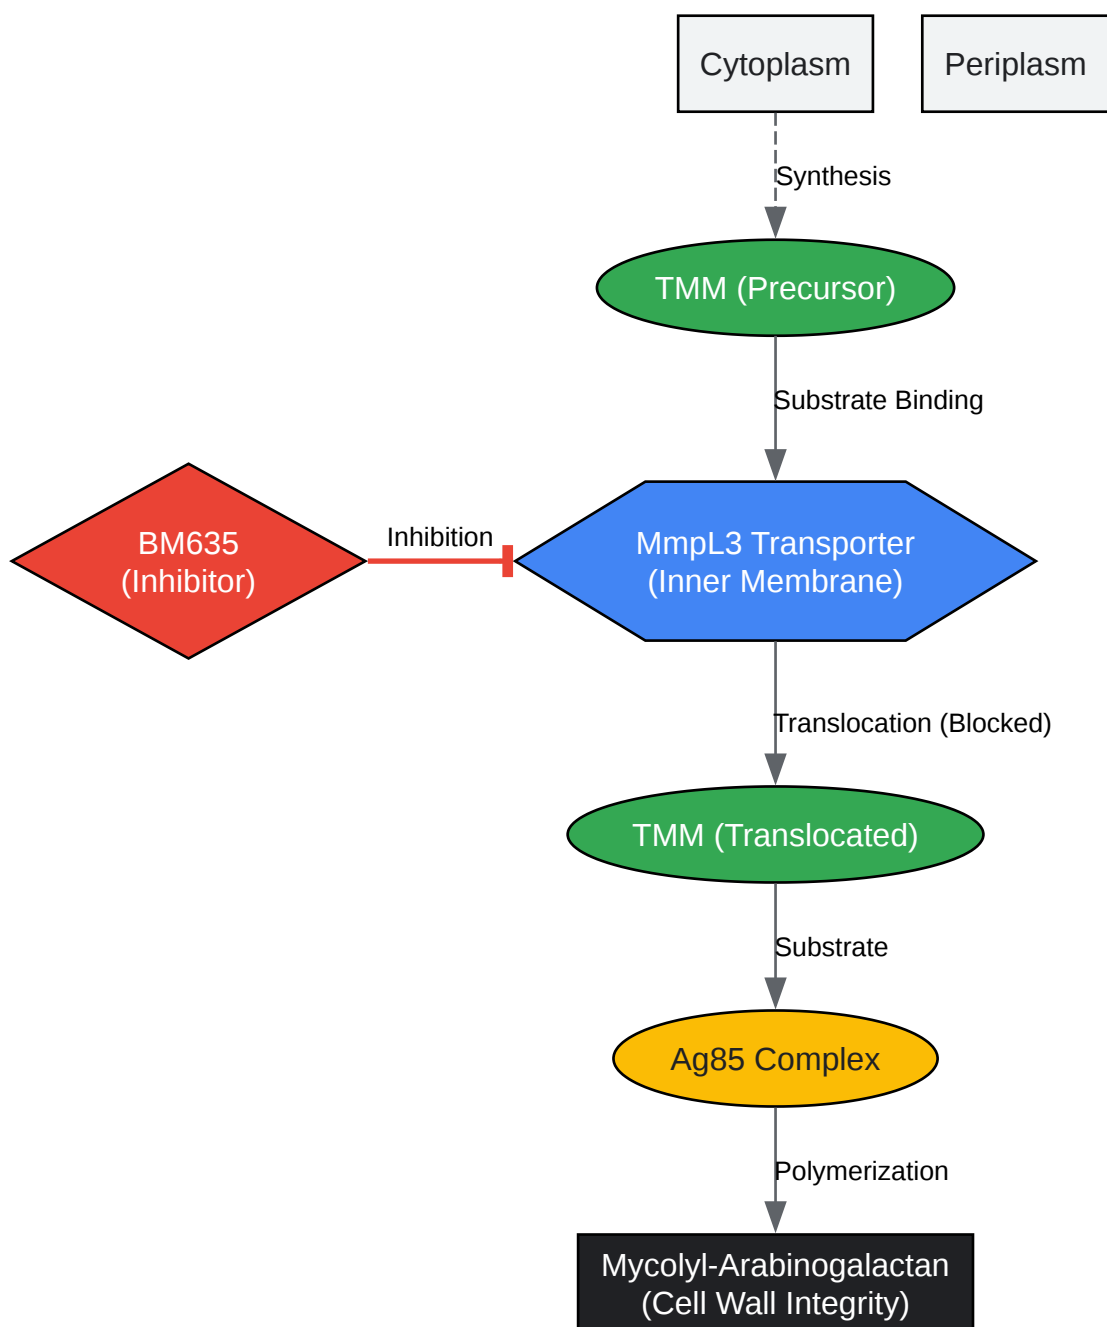 Cytoplasm
Periplasm
Synthesis
TMM (Precursor)
Substrate Binding
BM635
(Inhibitor)
Inhibition
MmpL3 Transporter
(Inner Membrane)
Translocation (Blocked)
TMM (Translocated)
Substrate
Ag85 Complex
Polymerization
Mycolyl-Arabinogalactan
(Cell Wall Integrity)